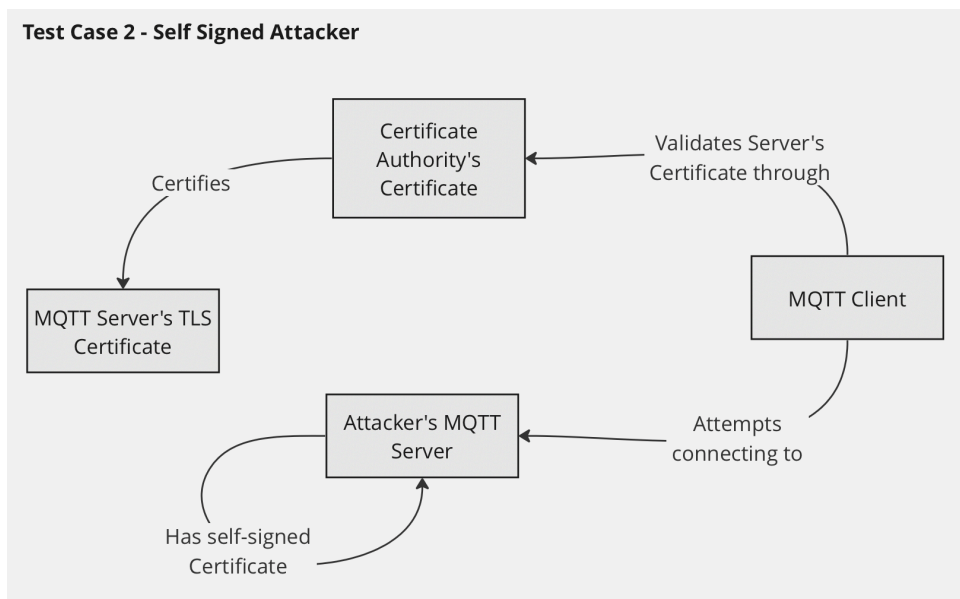 Test Case 2 - Self Signed Attacker
Certificate
Authority's
Certificate
Validates Server's
Certificate through
Certifies
MQTT Client
MQTT Server's TLS
Certificate
Attacker's MQTT
Server
Attempts
connecting to
Has self-signed
Certificate